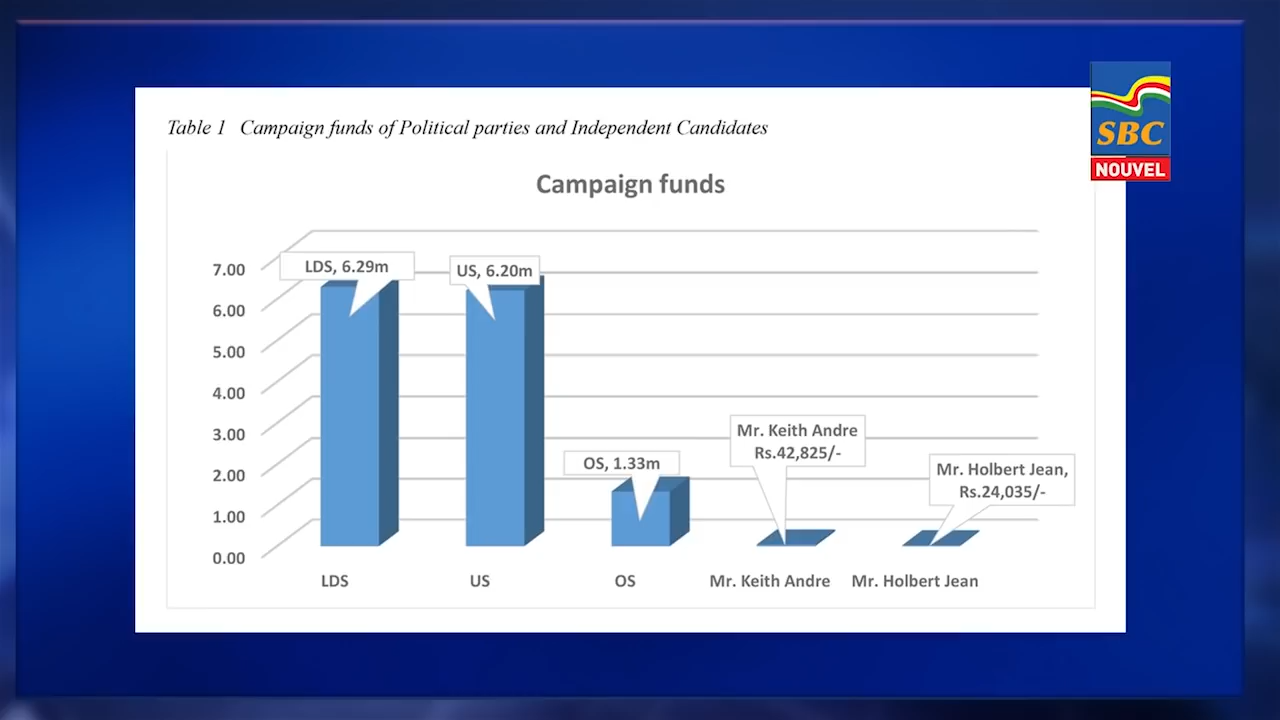 SBC
NOUVEL
Table 1 Campaign funds of Political parties and Independent Candidates
Campaign funds
7.00
6.00
5.00
4.00
3.00
2.00
1.00
0.00
LDS, 6.29m
US, 6.20m
OS, 1.33m
Mr. Keith Andre
Rs.42,825/-
Mr. Holbert Jean,
Rs.24,035/-
LDS
US
OS
Mr. Keith Andre
Mr. Holbert Jean